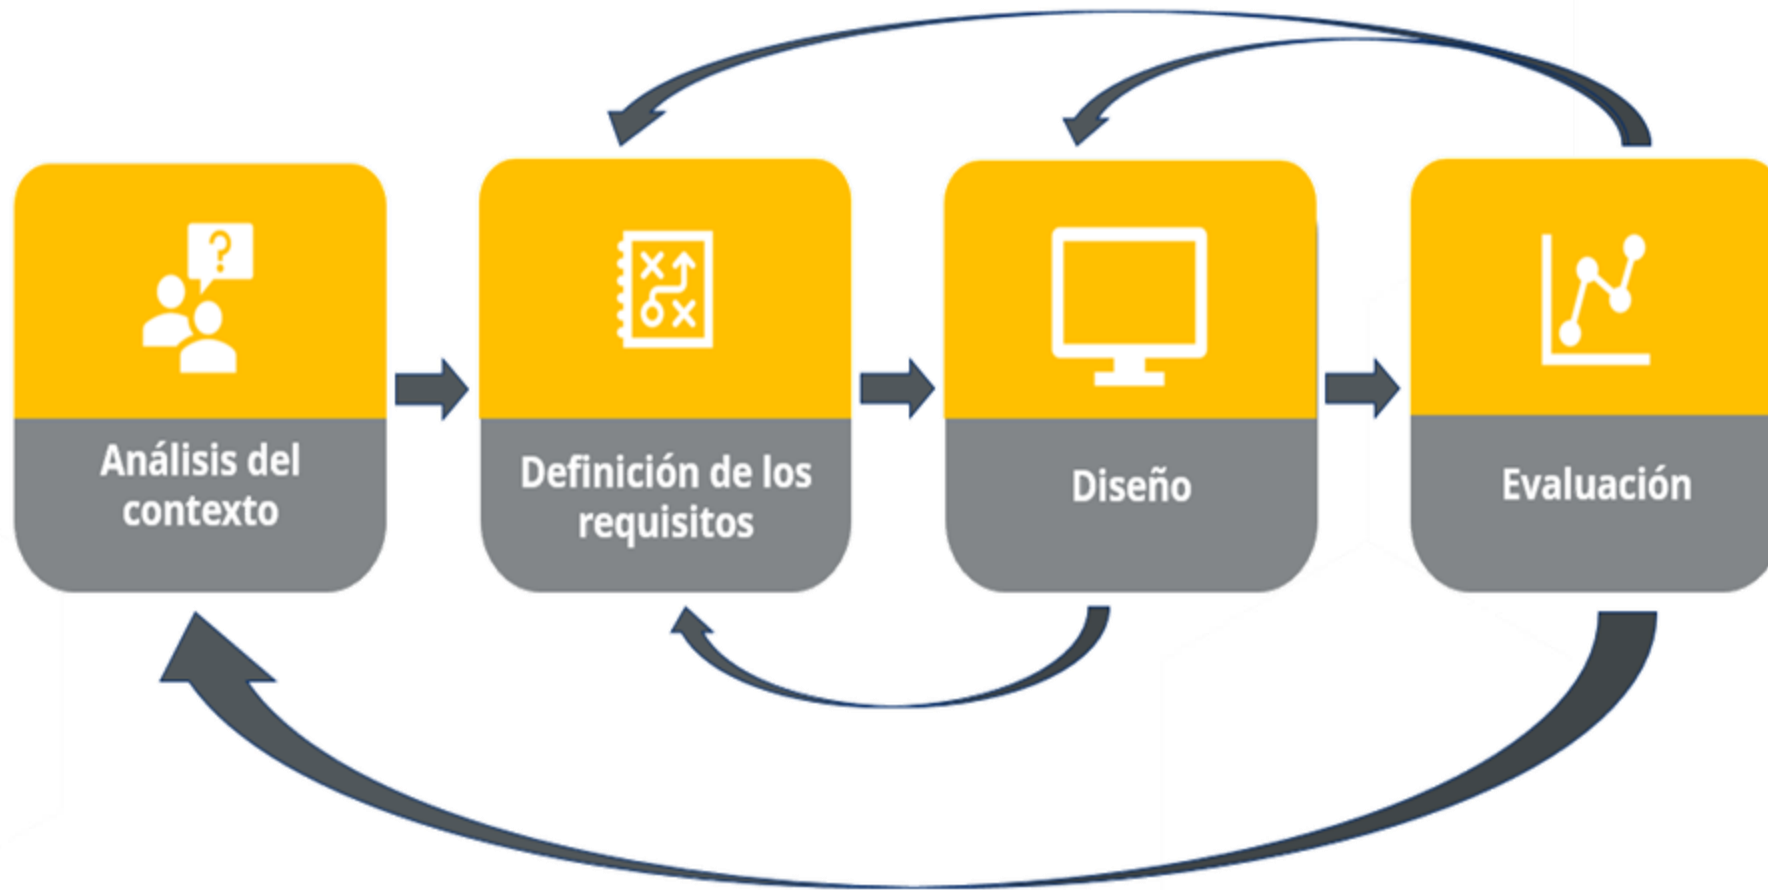 Análisis del
contexto
Definición de los
requisitos
Diseño
Evaluación